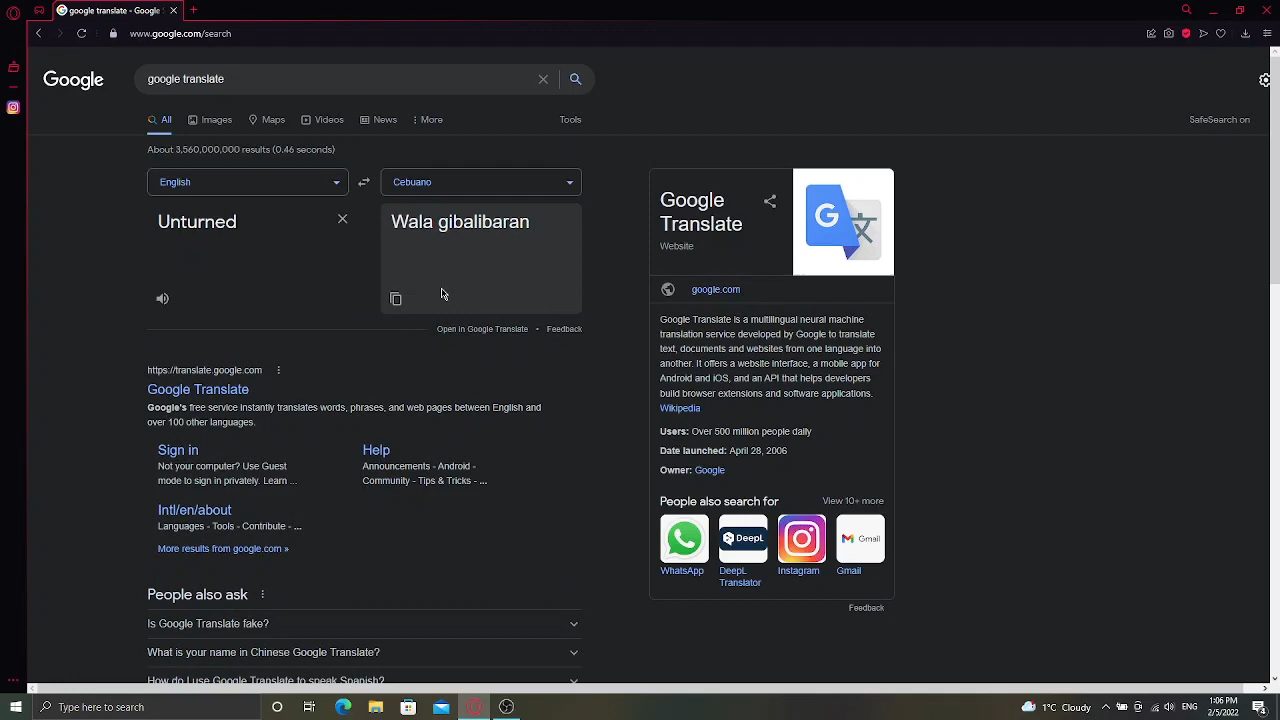 google translate - Google S
www.google.com/search
Google
google translate
All
Images
Maps
Videos
News
More
Tools
SafeSearch on
About 3,560,000,000 results (0.46 seconds)
English
Cebuano
Unturned
Wala gibalibaran
Open in Google Translate • Feedback
https://translate.google.com
Google Translate
Google's free service instantly translates words, phrases, and web pages between English and
over 100 other languages.
Sign in
Not your computer? Use Guest
mode to sign in privately. Learn ...
Help
Announcements - Android -
Community - Tips & Tricks - ...
Intl/en/about
Languages - Tools - Contribute - ...
More results from google.com »
People also ask
Is Google Translate fake?
What is your name in Chinese Google Translate?
How do I use Google Translate to speak Spanish?
Google
Translate
Website
G
文
google.com
Google Translate is a multilingual neural machine
translation service developed by Google to translate
text, documents and websites from one language into
another. It offers a website interface, a mobile app for
Android and iOS, and an API that helps developers
build browser extensions and software applications.
Wikipedia
Users: Over 500 million people daily
Date launched: April 28, 2006
Owner: Google
People also search for
View 10+ more
DeepL
Gmail
WhatsApp
DeepL
Translator
Instagram
Gmail
Feedback
Type here to search
1°C Cloudy
ENG
1:06 PM
2/5/2022
4